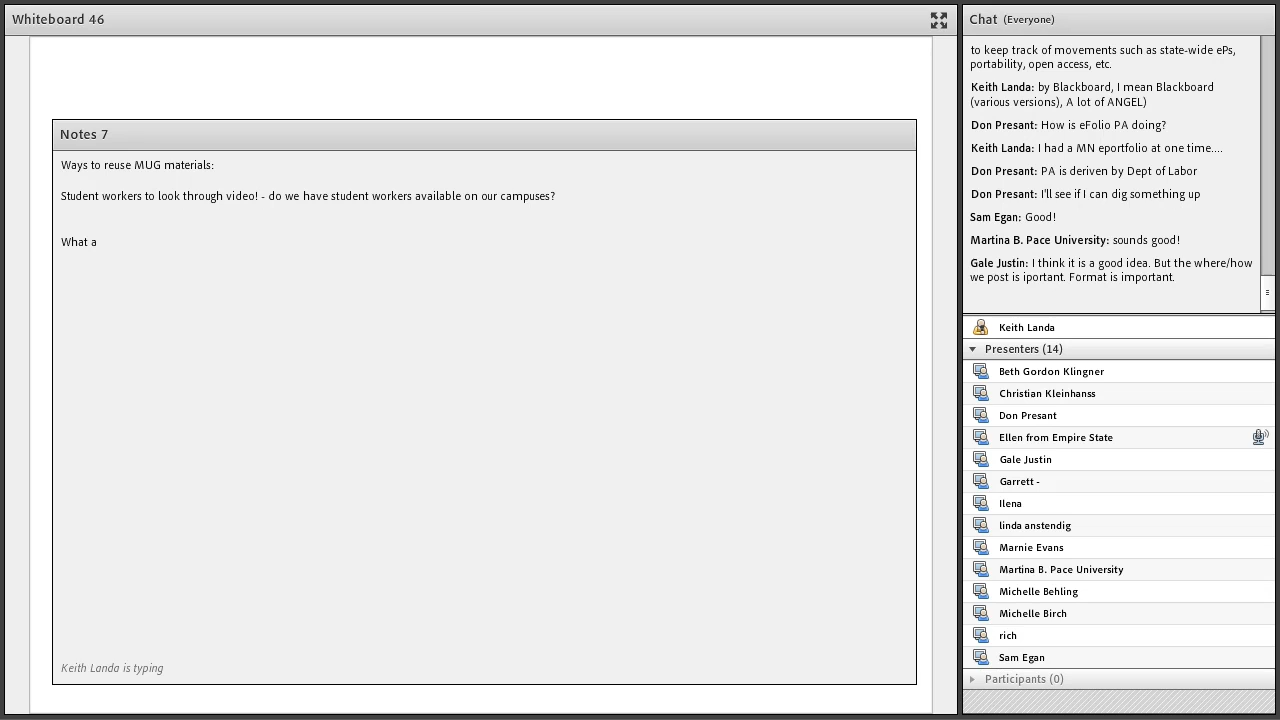 Whiteboard 46
Notes 7
Ways to reuse MUG materials:
Student workers to look through video! - do we have student workers available on our campuses?
What a
Keith Landa is typing
Chat (Everyone)
to keep track of movements such as state-wide ePs,
portability, open access, etc.
Keith Landa: by Blackboard, I mean Blackboard
(various versions), A lot of ANGEL)
Don Presant: How is eFolio PA doing?
Keith Landa: I had a MN eportfolio at one time....
Don Presant: PA is derived by Dept of Labor
Don Presant: I'll see if I can dig something up
Sam Egan: Good!
Martina B. Pace University: sounds good!
Gale Justin: I think it is a good idea. But the where/how
we post is iportant. Format is important.
Keith Landa
Presenters (14)
Beth Gordon Klingner
Christian Kleinhanss
Don Presant
Ellen from Empire State
Gale Justin
Garrett -
Ilena
linda anstendig
Marnie Evans
Martina B. Pace University
Michelle Behling
Michelle Birch
rich
Sam Egan
Participants (0)